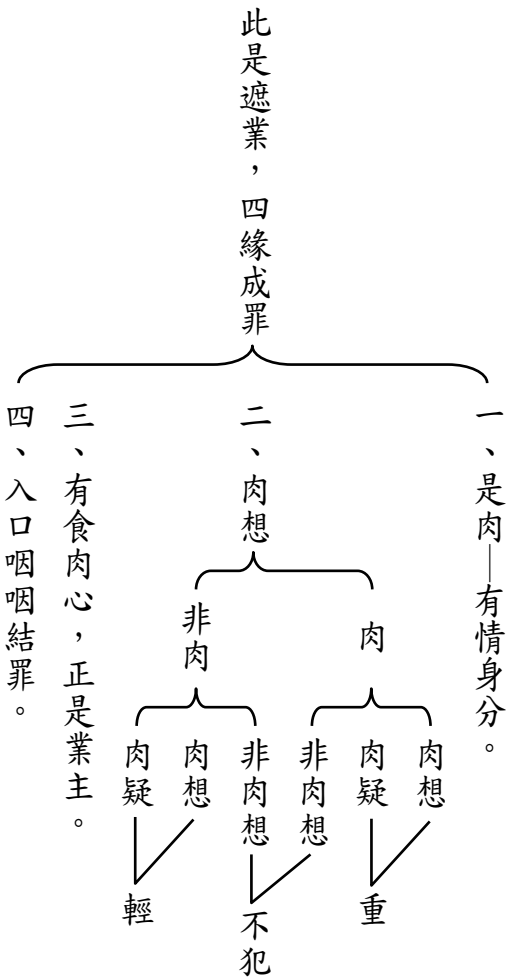 此是遮業，四緣成罪
一、是肉—有情身分。
二、肉想
肉
肉想
肉疑
非肉想
重
非肉
非肉想
肉想
肉疑
不犯
輕
三、有食肉心，正是業主。
四、入口咽咽結罪。